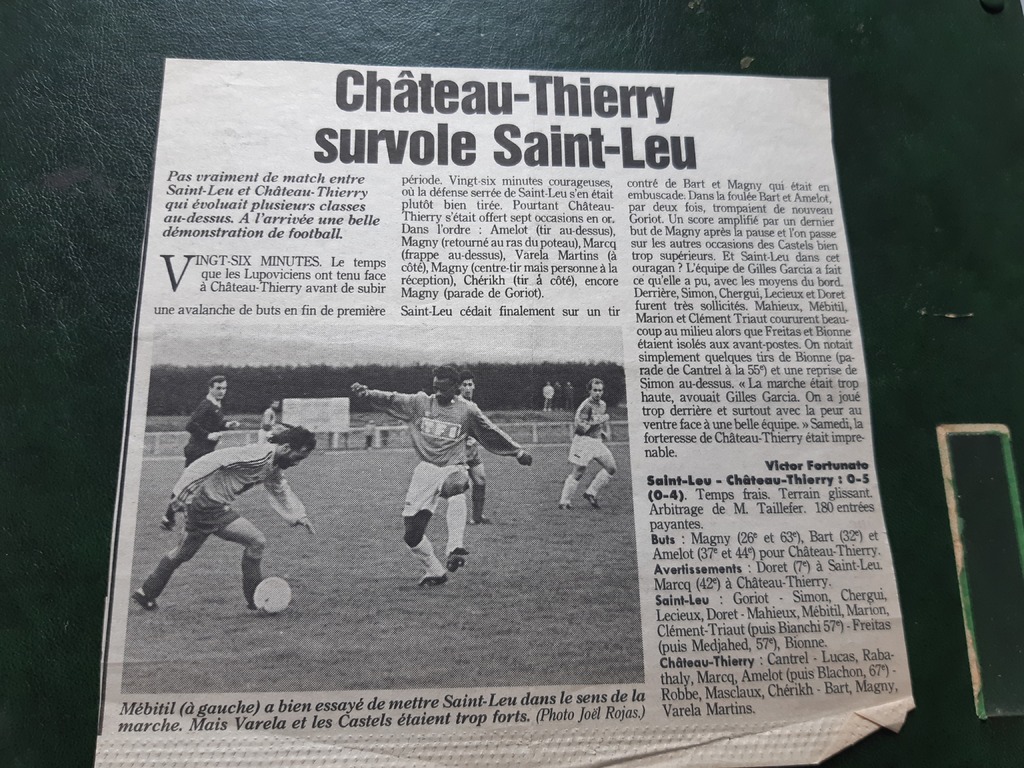 Château-Thierry
survole Saint-Leu
Pas vraiment de match entre
Saint-Leu et Château-Thierry
qui évoluait plusieurs classes
au-dessus. A l'arrivée une belle
démonstration de football.
VINGT-SIX MINUTES. Le temps
que les Lupoviciens ont tenu face
à Château-Thierry avant de subir
une avalanche de buts en fin de première
période. Vingt-six minutes courageuses,
où la défense serrée de Saint-Leu s'en était
plutôt bien tirée. Pourtant Château-
Thierry s'était offert sept occasions en or.
Dans l'ordre : Amelot (tir au-dessus),
Magny (retourné au ras du poteau), Marcq
(frappe au-dessus), Varela Martins (à
côté), Magny (centre-tir mais personne à la
réception), Chérikh (tir à côté), encore
Magny (parade de Goriot).
Saint-Leu cédait finalement sur un tir
contré de Bart et Magny qui était en
embuscade. Dans la foulée Bart et Amelot,
par deux fois, trompaient de nouveau
Goriot. Un score amplifié par un dernier
but de Magny après la pause et l'on passe
sur les autres occasions des Castels bien
trop supérieurs. Et Saint-Leu dans cet
ouragan ? L'équipe de Gilles Garcia a fait
ce qu'elle a pu, avec les moyens du bord.
Derrière, Simon, Chergui, Lecieux et Doret
furent très sollicités. Mahieux, Mébitil,
Marion et Clément Triaut coururent beau-
coup au milieu alors que Freitas et Bionne
étaient isolés aux avant-postes. On notait
simplement quelques tirs de Bionne (pa-
rade de Cantrel à la 55e) et une reprise de
Simon au-dessus. « La marche était trop
haute, avouait Gilles Garcia. On a joué
trop derrière et surtout avec la peur au
ventre face à une belle équipe. » Samedi, la
forteresse de Château-Thierry était impre-
nable.
Victor Fortunato
Saint-Leu - Château-Thierry : 0-5
(0-4). Temps frais. Terrain glissant.
Arbitrage de M. Taillefer. 180 entrées
payantes.
Buts : Magny (26e et 63e), Bart (32e) et
Amelot (37e et 44e) pour Château-Thierry.
Avertissements : Doret (7e) à Saint-Leu.
Marcq (42e) à Château-Thierry.
Saint-Leu : Goriot - Simon, Chergui,
Lecieux, Doret - Mahieux, Mébitil, Marion,
Clément-Triaut (puis Bianchi 57e) - Freitas
(puis Medjahed, 57e), Bionne.
Château-Thierry : Cantrel - Lucas, Raba-
thaly, Marcq, Amelot (puis Blachon, 67e) -
Robbe, Masclaux, Chérikh - Bart, Magny,
Varela Martins.
Mébitil (à gauche) a bien essayé de mettre Saint-Leu dans le sens de la
marche. Mais Varela et les Castels étaient trop forts. (Photo Joël Rojas.)